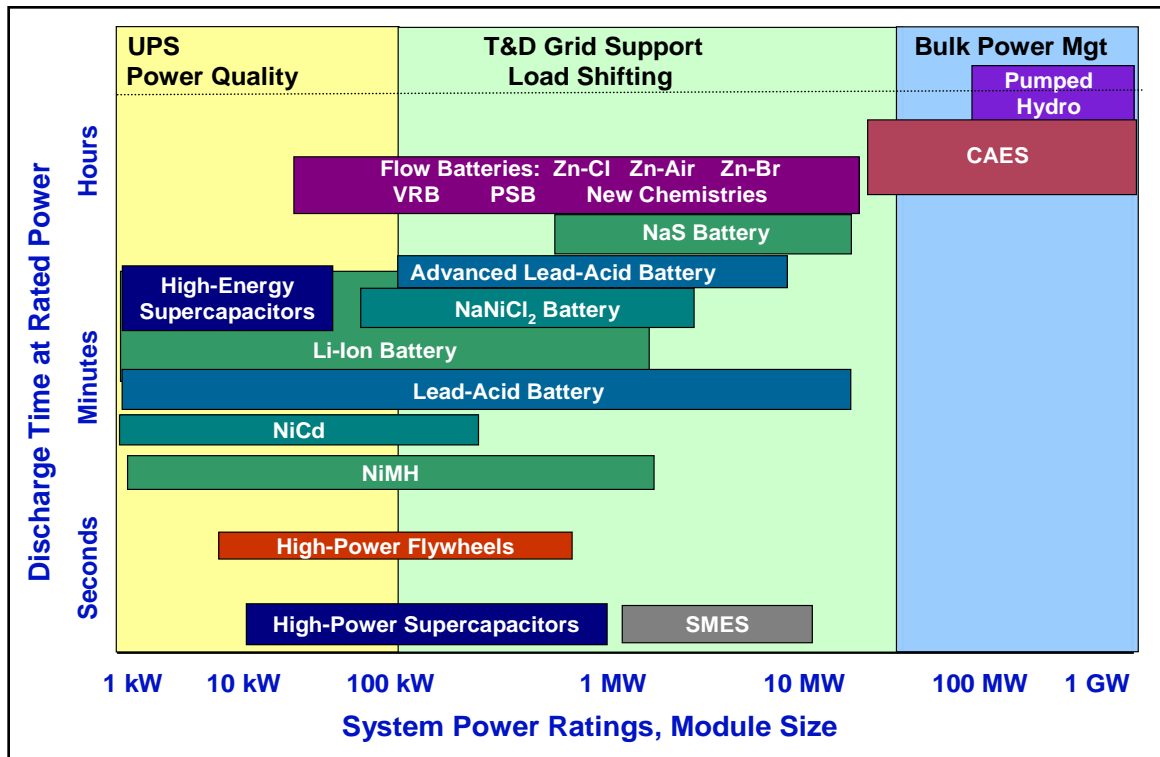 UPS
Power Quality
T&D Grid Support
Load Shifting
Bulk Power Mgt
Pumped
Hydro
CAES
Flow Batteries: Zn-Cl Zn-Air Zn-Br
VRB PSB New Chemistries
NaS Battery
Advanced Lead-Acid Battery
High-Energy
Supercapacitors
NaNiCl₂ Battery
Li-Ion Battery
Lead-Acid Battery
NiCd
NiMH
High-Power Flywheels
High-Power Supercapacitors
SMES
Discharge Time at Rated Power
Hours
Minutes
Seconds
1 kW 10 kW 100 kW 1 MW 10 MW 100 MW 1 GW
System Power Ratings, Module Size